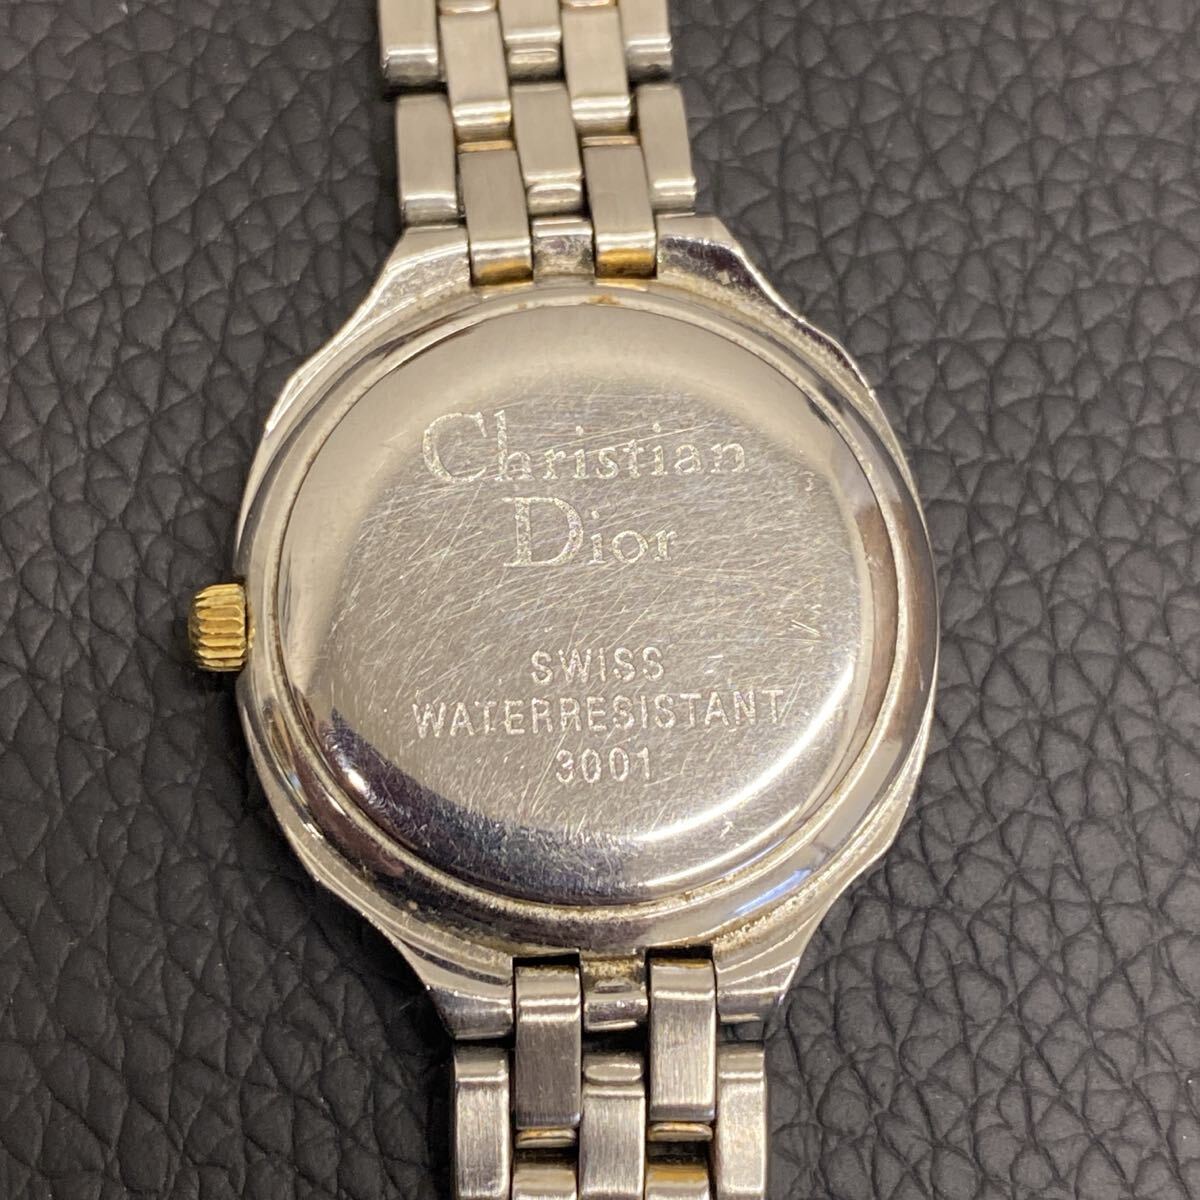 Christian
Dior
SWISS
WATERRESISTANT
3001